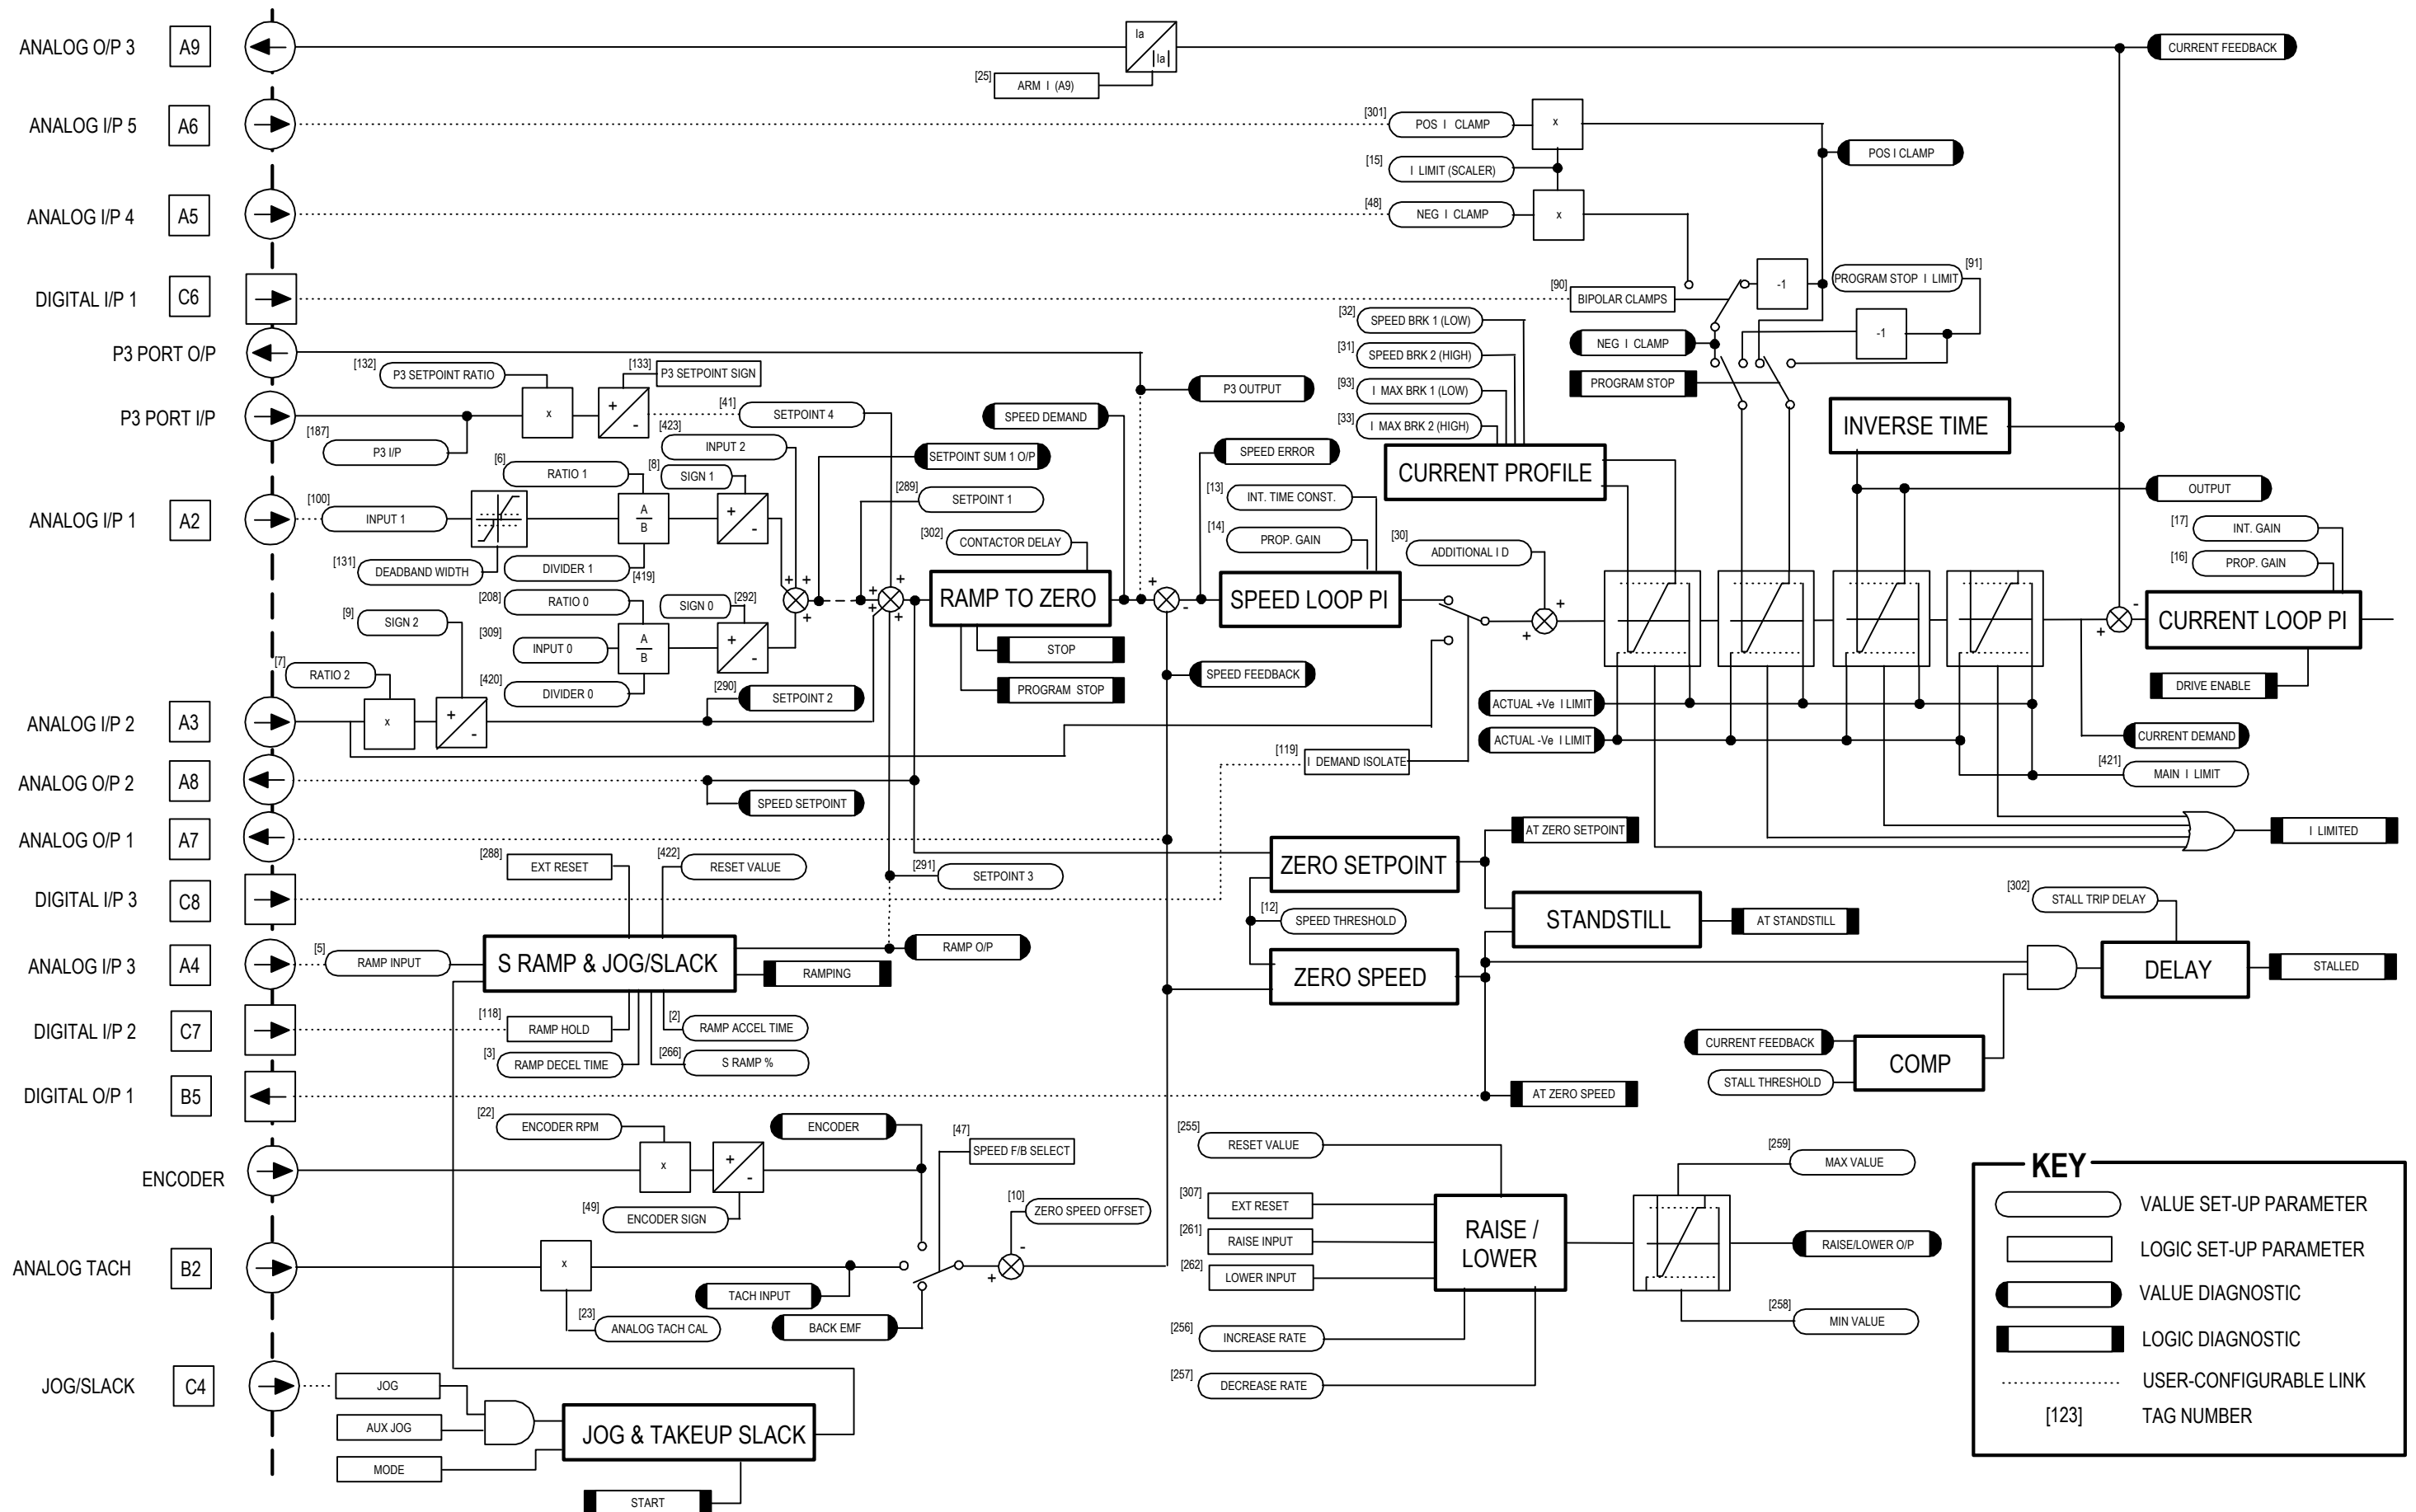 ANALOG O/P 3 A9
Ia
|Ia|
CURRENT FEEDBACK
[25] ARM I (A9)
ANALOG I/P 5 A6
[301] POS I CLAMP
x
POS I CLAMP
[15] I LIMIT (SCALER)
ANALOG I/P 4 A5
[48] NEG I CLAMP
x
DIGITAL I/P 1 C6
[90] BIPOLAR CLAMPS
-1
PROGRAM STOP I LIMIT [91]
-1
NEG I CLAMP
PROGRAM STOP
P3 PORT O/P
[132] P3 SETPOINT RATIO
[133] P3 SETPOINT SIGN
P3 OUTPUT
P3 PORT I/P
x
+
-
[41] SETPOINT 4
SPEED DEMAND
[187] P3 I/P
[423] INPUT 2
SETPOINT SUM 1 O/P
SPEED ERROR
[32] SPEED BRK 1 (LOW)
[31] SPEED BRK 2 (HIGH)
[93] I MAX BRK 1 (LOW)
[33] I MAX BRK 2 (HIGH)
CURRENT PROFILE
INVERSE TIME
OUTPUT
[6] RATIO 1
[8] SIGN 1
[289] SETPOINT 1
[13] INT. TIME CONST.
ANALOG I/P 1 A2
[100] INPUT 1
A
B
+
-
[302] CONTACTOR DELAY
[14] PROP. GAIN
[30] ADDITIONAL I D
[17] INT. GAIN
[16] PROP. GAIN
[131] DEADBAND WIDTH
DIVIDER 1
[419]
[208] RATIO 0
SIGN 0 [292]
+ +
+
+
+
+
+
RAMP TO ZERO
+
-
SPEED LOOP PI
+
+
+
-
CURRENT LOOP PI
[9] SIGN 2
[309] INPUT 0
A
B
+
-
STOP
PROGRAM STOP
SPEED FEEDBACK
DRIVE ENABLE
[7] RATIO 2
[420] DIVIDER 0
[290] SETPOINT 2
ANALOG I/P 2 A3
x
+
-
ACTUAL +Ve I LIMIT
ACTUAL -Ve I LIMIT
CURRENT DEMAND
[421] MAIN I LIMIT
[119] I DEMAND ISOLATE
ANALOG O/P 2 A8
SPEED SETPOINT
ANALOG O/P 1 A7
AT ZERO SETPOINT
I LIMITED
[288] EXT RESET
[422] RESET VALUE
[291] SETPOINT 3
ZERO SETPOINT
DIGITAL I/P 3 C8
[12] SPEED THRESHOLD
STANDSTILL
AT STANDSTILL
[302] STALL TRIP DELAY
ANALOG I/P 3 A4
[5] RAMP INPUT
S RAMP & JOG/SLACK
RAMP O/P
RAMPING
ZERO SPEED
DELAY
STALLED
DIGITAL I/P 2 C7
[118] RAMP HOLD
[2] RAMP ACCEL TIME
[3] RAMP DECEL TIME
[266] S RAMP %
CURRENT FEEDBACK
STALL THRESHOLD
COMP
DIGITAL O/P 1 B5
AT ZERO SPEED
[22] ENCODER RPM
ENCODER
[47] SPEED F/B SELECT
ENCODER
x
+
-
[49] ENCODER SIGN
[10] ZERO SPEED OFFSET
-
+
ANALOG TACH B2
x
TACH INPUT
[23] ANALOG TACH CAL
BACK EMF
[255] RESET VALUE
[307] EXT RESET
[261] RAISE INPUT
[262] LOWER INPUT
[256] INCREASE RATE
[257] DECREASE RATE
RAISE /
LOWER
[259] MAX VALUE
RAISE/LOWER O/P
[258] MIN VALUE
JOG/SLACK C4
JOG
AUX JOG
MODE
JOG & TAKEUP SLACK
START
KEY
VALUE SET-UP PARAMETER
LOGIC SET-UP PARAMETER
VALUE DIAGNOSTIC
LOGIC DIAGNOSTIC
USER-CONFIGURABLE LINK
[123] TAG NUMBER